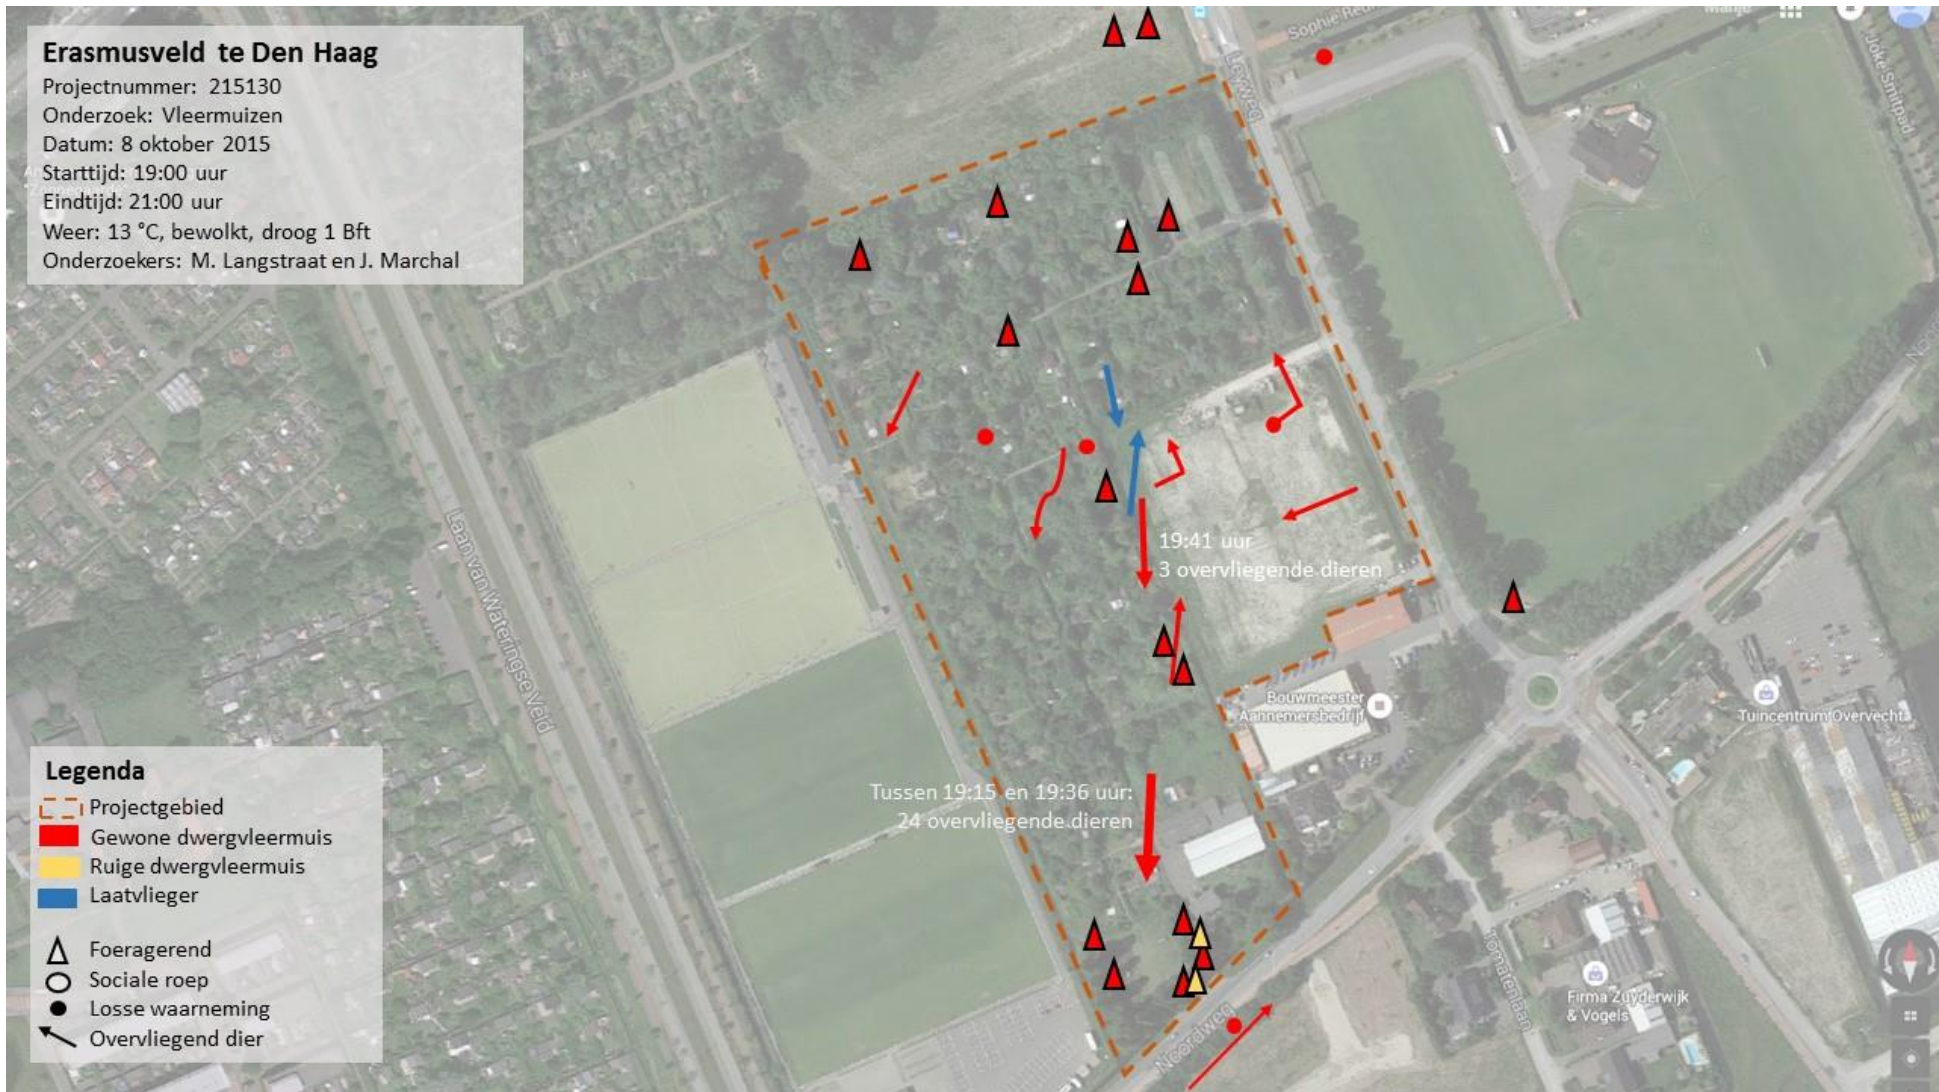 Erasmusveld te Den Haag
Projectnummer: 215130
Onderzoek: Vleermuizen
Datum: 8 oktober 2015
Starttijd: 19:00 uur
Eindtijd: 21:00 uur
Weer: 13 °C, bewolkt, droog 1 Bft
Onderzoekers: M. Langstraat en J. Marchal
Sophie
Leyweg
Joke Smitpad
Laan van Wateringse Veld
19:41 uur
3 overvliegende dieren
Bouwmeester
Aannemersbedrijf
Tuincentrum Overvecht
Tussen 19:15 en 19:36 uur:
24 overvliegende dieren
Tomatenlaan
Firma Zuyderwijk
& Vogels
Noordweg
Legenda
Projectgebied
Gewone dwergvleermuis
Ruige dwergvleermuis
Laatvlieger
Foeragerend
Sociale roep
Losse waarneming
Overvliegend dier